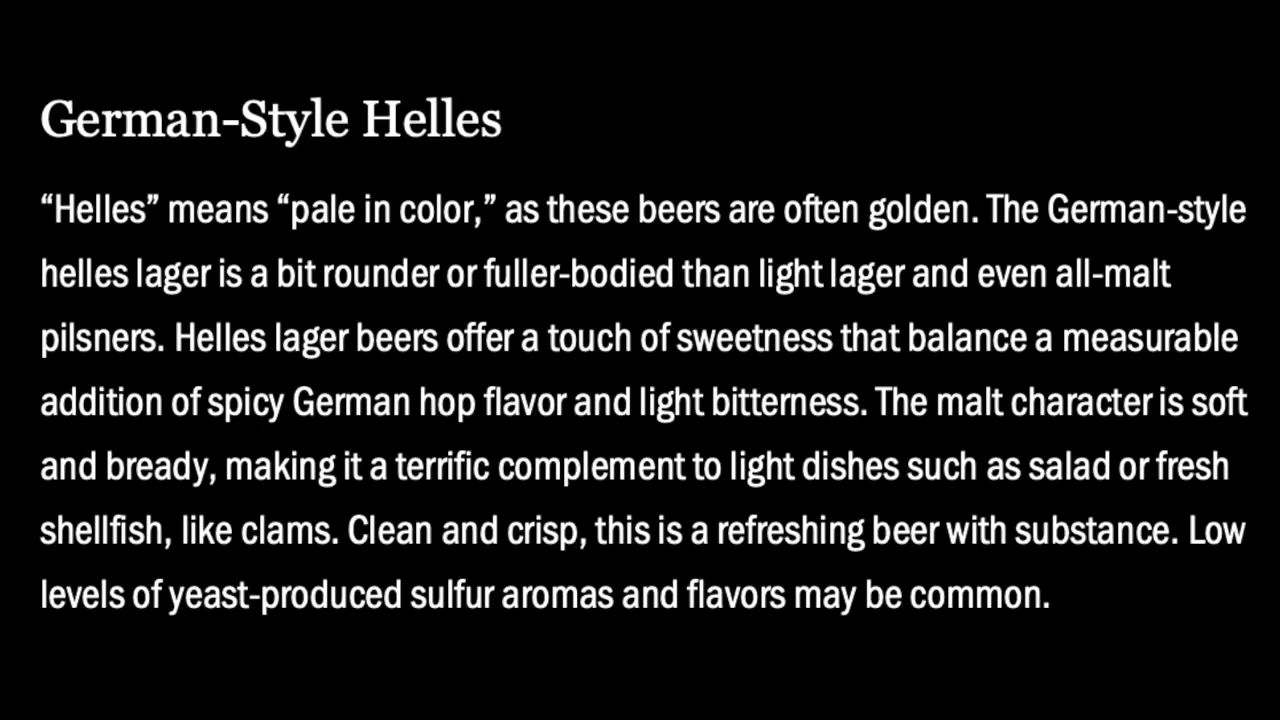 German-Style Helles
“Helles” means “pale in color,” as these beers are often golden. The German-style
helles lager is a bit rounder or fuller-bodied than light lager and even all-malt
pilsners. Helles lager beers offer a touch of sweetness that balance a measurable
addition of spicy German hop flavor and light bitterness. The malt character is soft
and bready, making it a terrific complement to light dishes such as salad or fresh
shellfish, like clams. Clean and crisp, this is a refreshing beer with substance. Low
levels of yeast-produced sulfur aromas and flavors may be common.